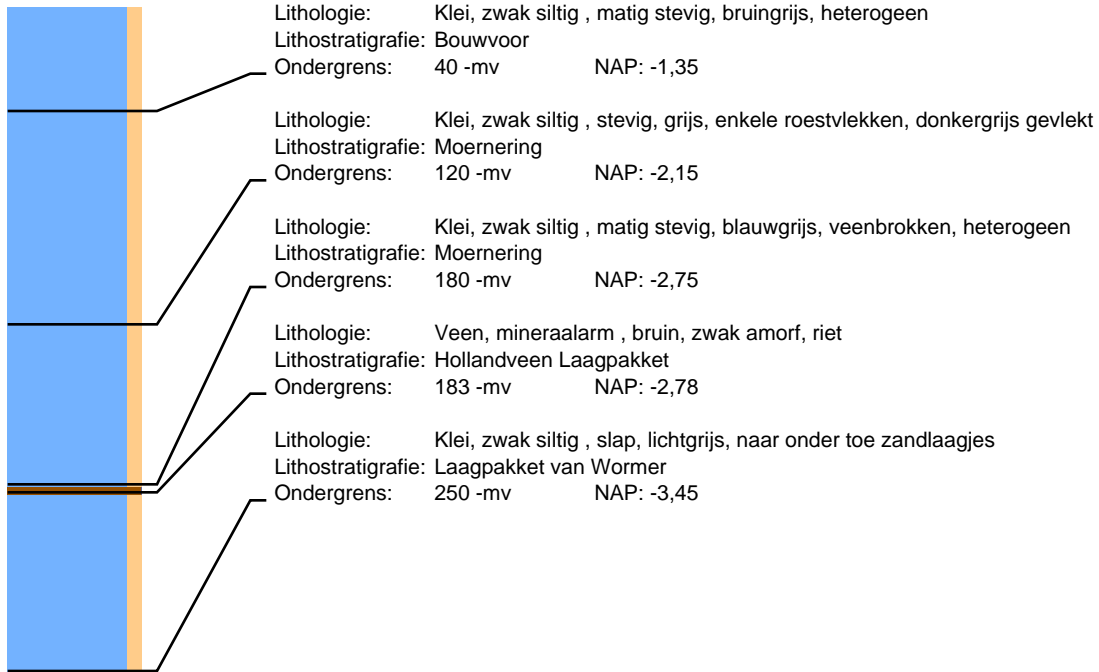 Lithologie: Klei, zwak siltig , matig stevig, bruingrijs, heterogeen
Lithostratigrafie: Bouwvoor
Ondergrens: 40 -mv NAP: -1,35
Lithologie: Klei, zwak siltig , stevig, grijs, enkele roestvlekken, donkergrijs gevlekt
Lithostratigrafie: Moernering
Ondergrens: 120 -mv NAP: -2,15
Lithologie: Klei, zwak siltig , matig stevig, blauwgrijs, veenbrokken, heterogeen
Lithostratigrafie: Moernering
Ondergrens: 180 -mv NAP: -2,75
Lithologie: Veen, mineraalarm , bruin, zwak amorf, riet
Lithostratigrafie: Hollandveen Laagpakket
Ondergrens: 183 -mv NAP: -2,78
Lithologie: Klei, zwak siltig , slap, lichtgrijs, naar onder toe zandlaagjes
Lithostratigrafie: Laagpakket van Wormer
Ondergrens: 250 -mv NAP: -3,45